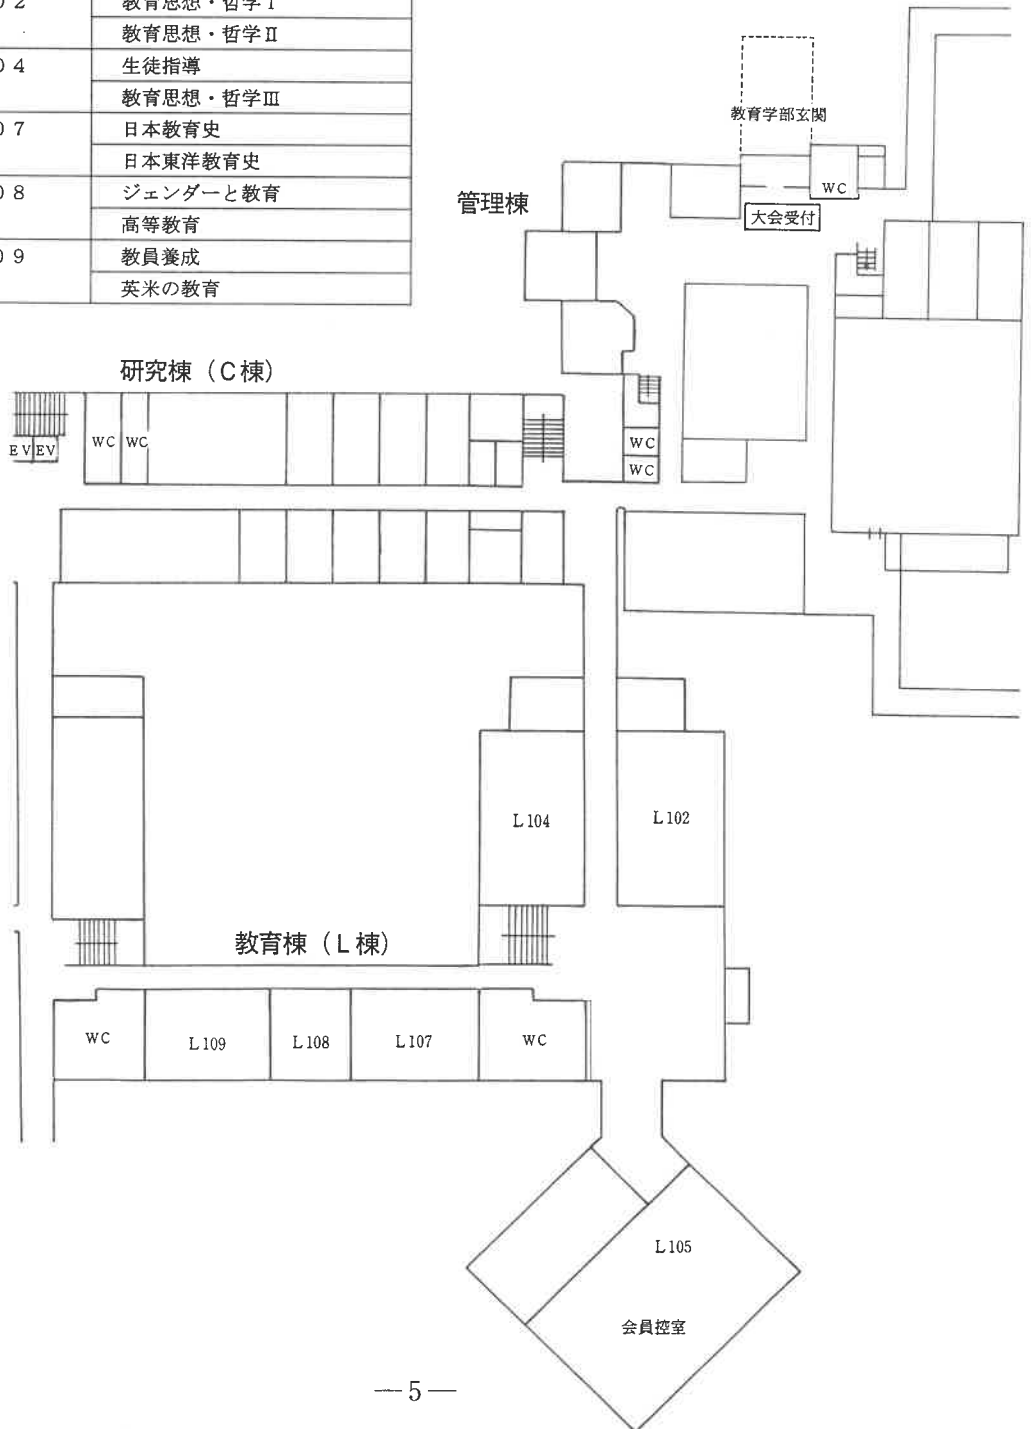 ０２ 教育思想・哲学Ⅰ
教育思想・哲学Ⅱ
０４ 生徒指導
教育思想・哲学Ⅲ
０７ 日本教育史
日本東洋教育史
０８ ジェンダーと教育
高等教育
０９ 教員養成
英米の教育
教育学部玄関
WC
大会受付
管理棟
研究棟（C棟）
EV EV
WC WC
WC
WC
L104
L102
教育棟（L棟）
WC
L109
L108
L107
WC
L105
会員控室
—5—